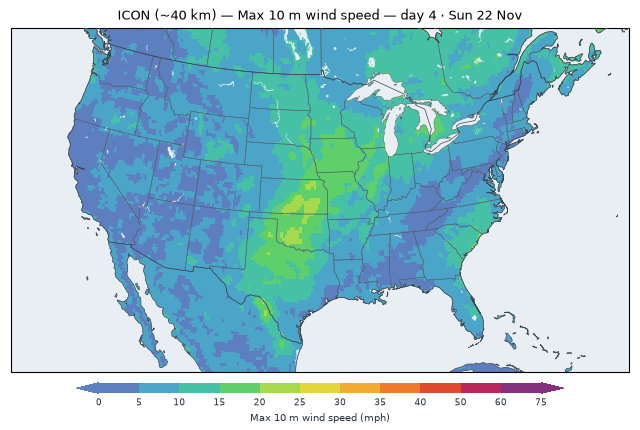 ICON (~40 km) — Max 10 m wind speed — day 4 · Sun 22 Nov
0 5 10 15 20 25 30 35 40 50 60 75
Max 10 m wind speed (mph)